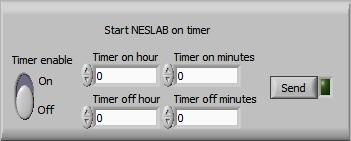 Start NESLAB on timer
Timer enable
On
Off
Timer on hour
0
Timer on minutes
0
Timer off hour
0
Timer off minutes
0
Send